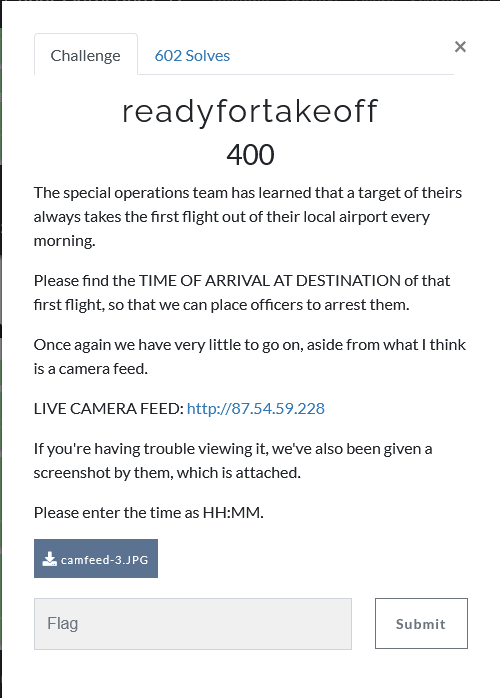 ×
Challenge
602 Solves
readyfortakeoff
400
The special operations team has learned that a target of theirs
always takes the first flight out of their local airport every
morning.
Please find the TIME OF ARRIVAL AT DESTINATION of that
first flight, so that we can place officers to arrest them.
Once again we have very little to go on, aside from what I think
is a camera feed.
LIVE CAMERA FEED: http://87.54.59.228
If you're having trouble viewing it, we've also been given a
screenshot by them, which is attached.
Please enter the time as HH:MM.
camfeed-3.JPG
Flag
Submit